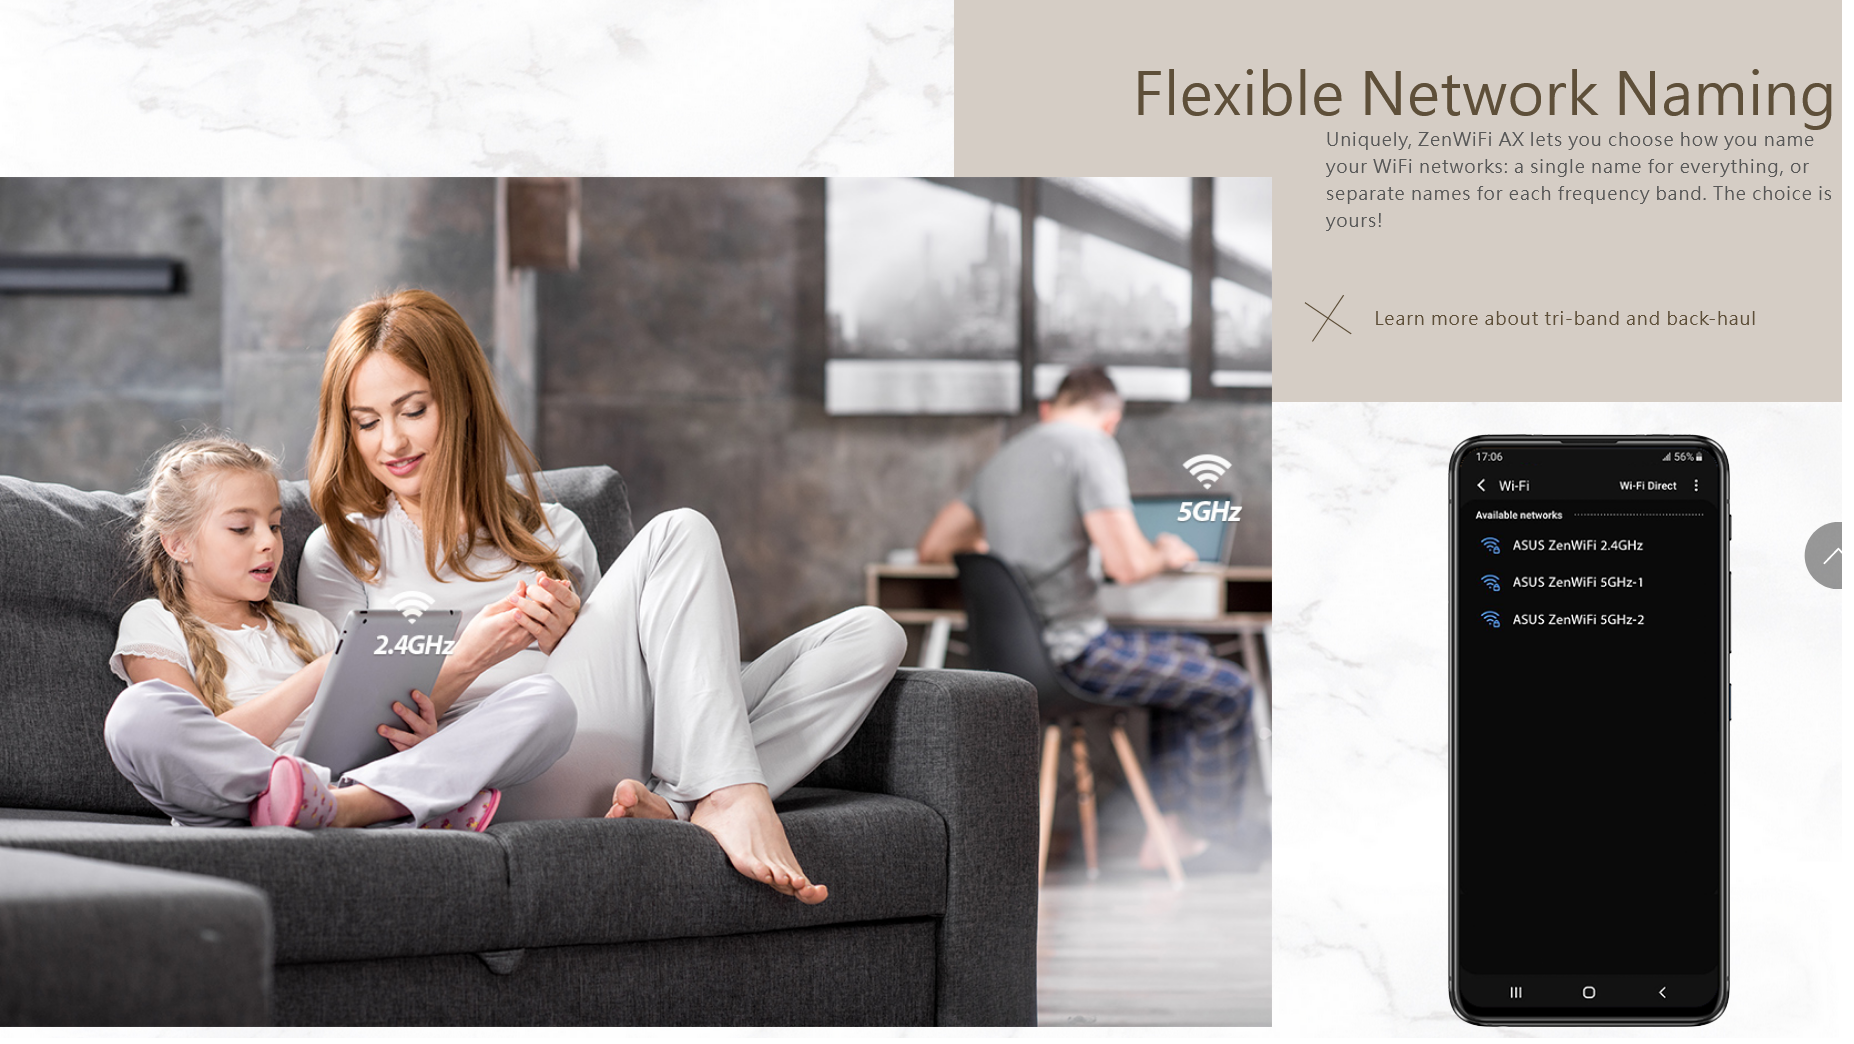 Flexible Network Naming
Uniquely, ZenWiFi AX lets you choose how you name
your WiFi networks: a single name for everything, or
separate names for each frequency band. The choice is
yours!
Learn more about tri-band and back-haul
5GHz
2.4GHz
17:06 56%
Wi-Fi Wi-Fi Direct
Available networks
ASUS ZenWiFi 2.4GHz
ASUS ZenWiFi 5GHz-1
ASUS ZenWiFi 5GHz-2